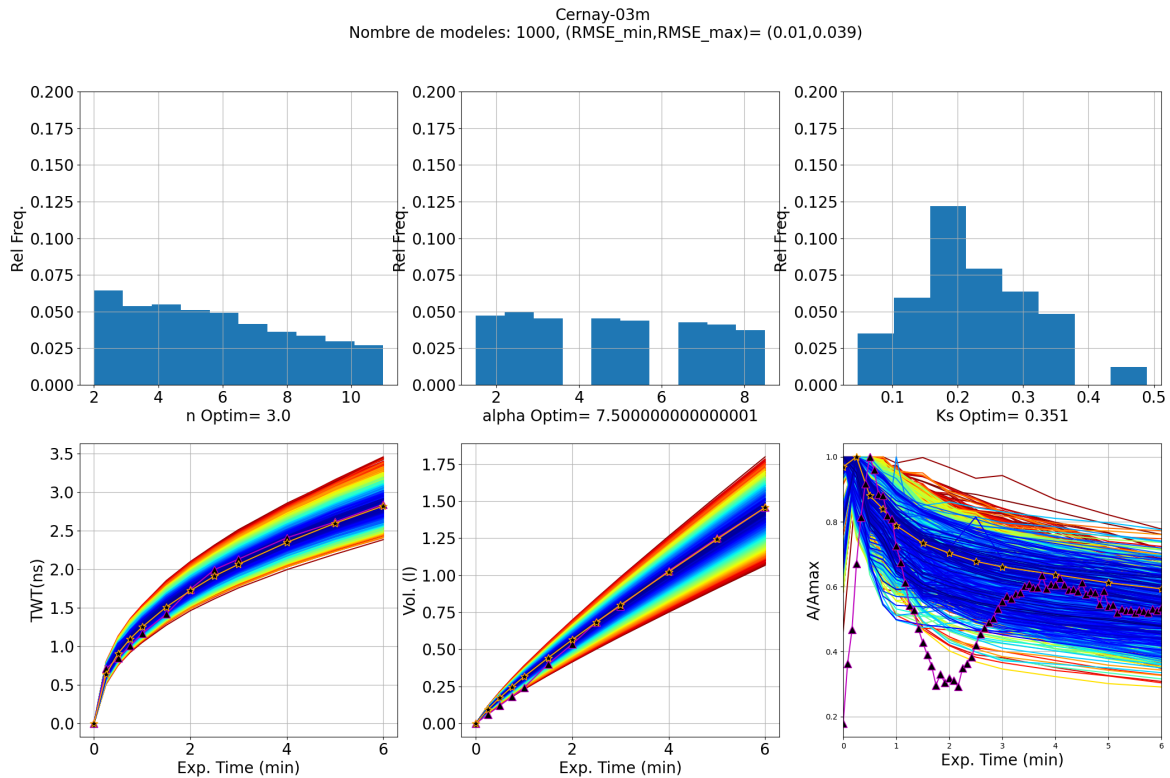 Cernay-03m
Nombre de modeles: 1000, (RMSE_min,RMSE_max)= (0.01,0.039)
0.200
0.175
0.150
0.125
0.100
0.075
0.050
0.025
0.000
Rel Freq.
2 4 6 8 10
n Optim= 3.0
0.200
0.175
0.150
0.125
0.100
0.075
0.050
0.025
0.000
Rel Freq.
2 4 6 8
alpha Optim= 7.500000000000001
0.200
0.175
0.150
0.125
0.100
0.075
0.050
0.025
0.000
Rel Freq.
0.1 0.2 0.3 0.4 0.5
Ks Optim= 0.351
3.5
3.0
2.5
2.0
1.5
1.0
0.5
0.0
TWT(ns)
0 2 4 6
Exp. Time (min)
1.75
1.50
1.25
1.00
0.75
0.50
0.25
0.00
Vol. (l)
0 2 4 6
Exp. Time (min)
1.0
0.8
0.6
0.4
0.2
A/Amax
0 1 2 3 4 5 6
Exp. Time (min)